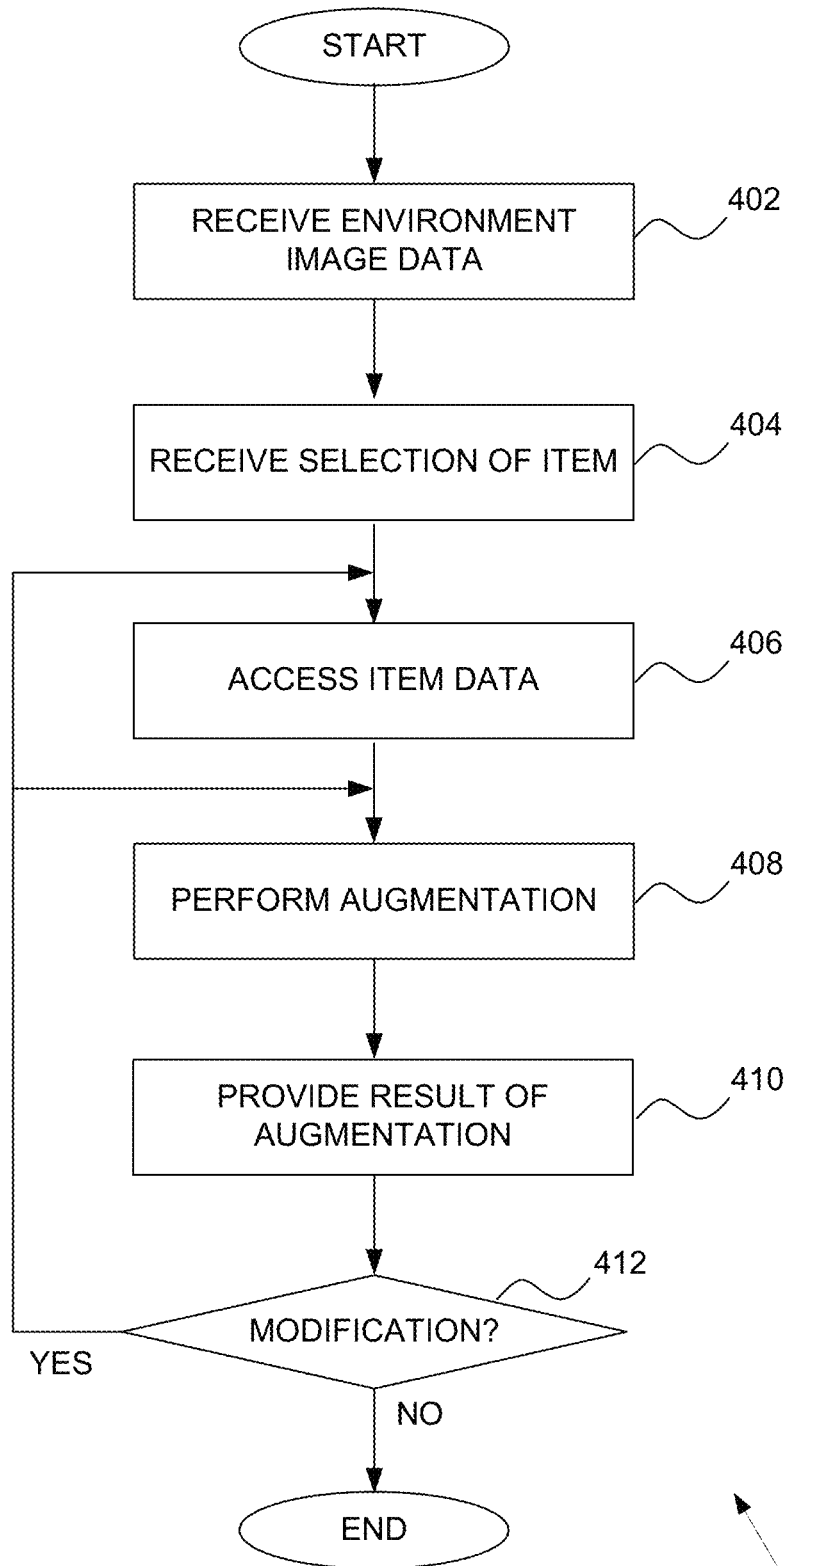 START
RECEIVE ENVIRONMENT
IMAGE DATA
402
RECEIVE SELECTION OF ITEM
404
ACCESS ITEM DATA
406
PERFORM AUGMENTATION
408
PROVIDE RESULT OF
AUGMENTATION
410
MODIFICATION?
412
YES
NO
END